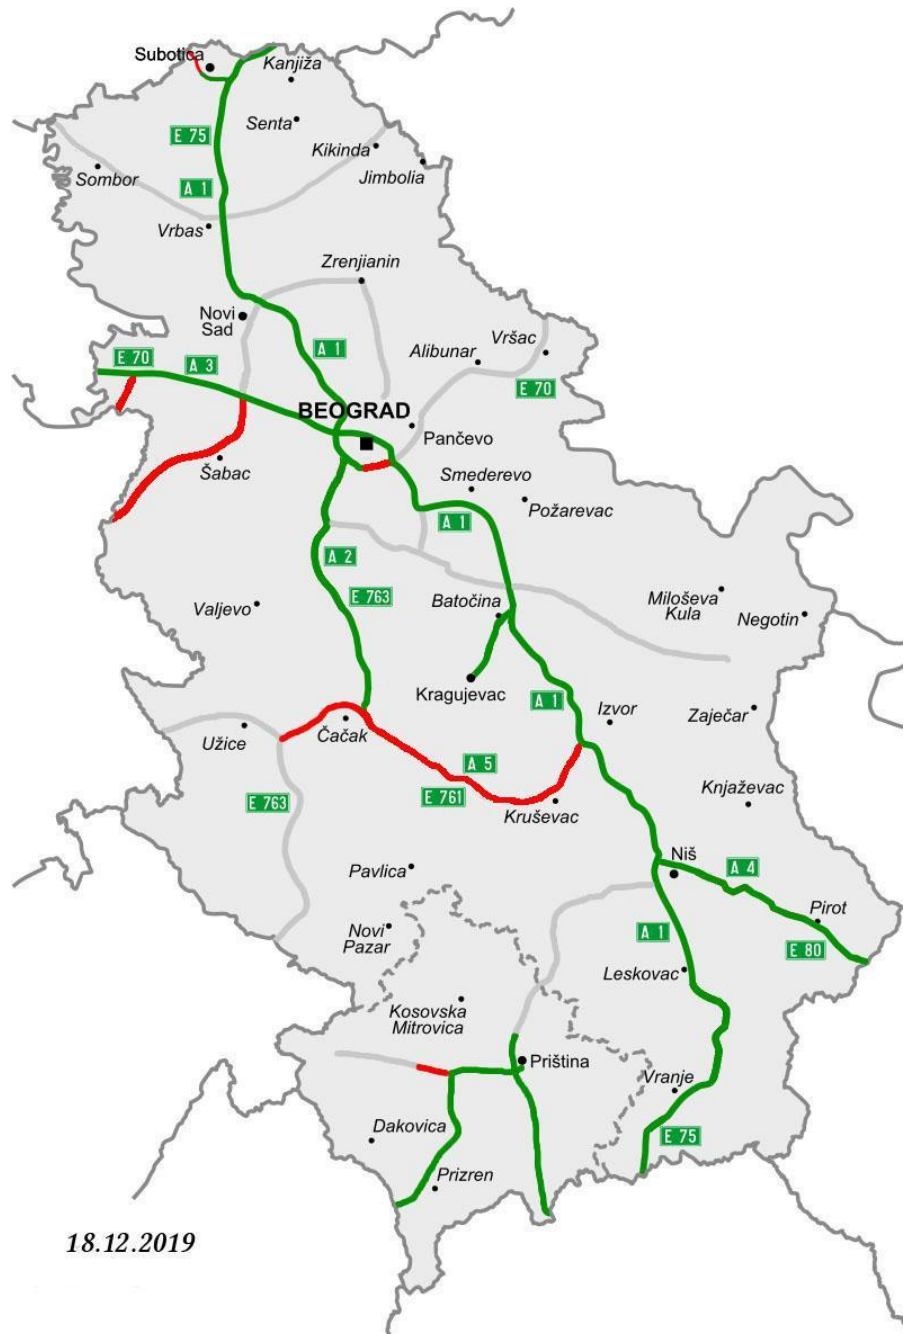 Subotica
Kanjiža
E 75
Senta
Kikinda
Jimbolia
Sombor
A 1
Vrbas
Zrenjianin
Novi
Sad
A 1
Vršac
Alibunar
E 70
A 3
E 70
BEOGRAD
Pančevo
Šabac
Smederevo
Požarevac
A 1
A 2
E 763
Batočina
Miloševa
Kula
Negotin
Valjevo
Kragujevac
A 1
Izvor
Zaječar
Užice
Čačak
A 5
E 761
E 763
Kruševac
Knjaževac
Niš
A 4
Pavlica
Pirot
Novi
Pazar
A 1
E 80
Leskovac
Kosovska
Mitrovica
Priština
Vranje
Dakovica
E 75
Prizren
18.12.2019